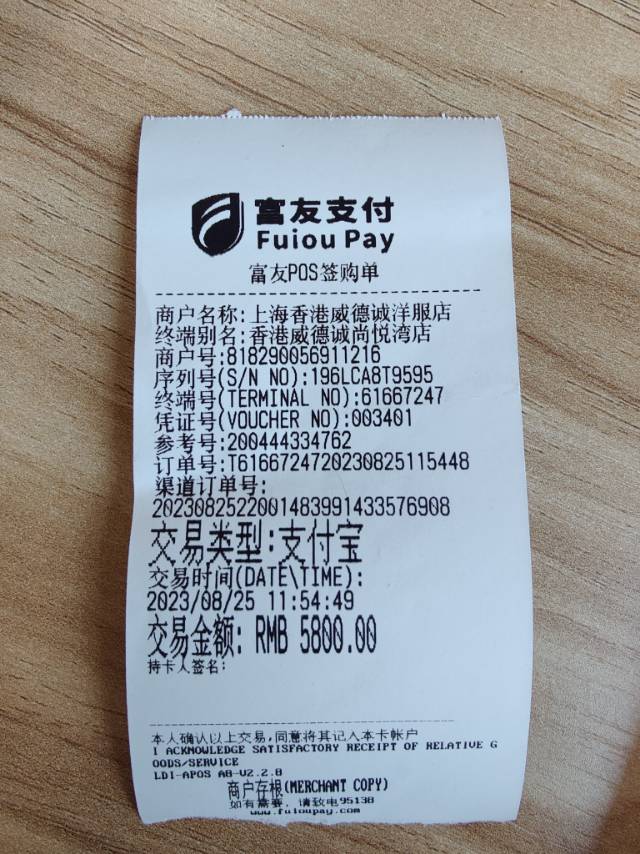 富友支付
Fuiou Pay
富友POS签购单
商户名称:上海香港威德诚洋服店
终端别名:香港威德诚尚悦湾店
商户号:818290056911216
序列号(S/N NO):196LCA8T9595
终端号(TERMINAL NO):61667247
凭证号(VOUCHER NO):003401
参考号:200444334762
订单号:T6166724720230825115448
渠道订单号:
2023082522001483991433576908
交易类型:支付宝
交易时间(DATE\TIME):
2023/08/25 11:54:49
交易金额: RMB 5800.00
持卡人签名:
本人确认以上交易,同意将其记入本卡帐户
I ACKNOWLEDGE SATISFACTORY RECEIPT OF RELATIVE G
OODS/SERVICE
LDI-APOS A8-V2.2.8
商户存根(MERCHANT COPY)
如有需要, 请致电95138
www.fuioupay.com